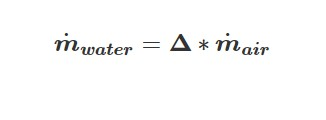 ṁ_water = Δ * ṁ_air